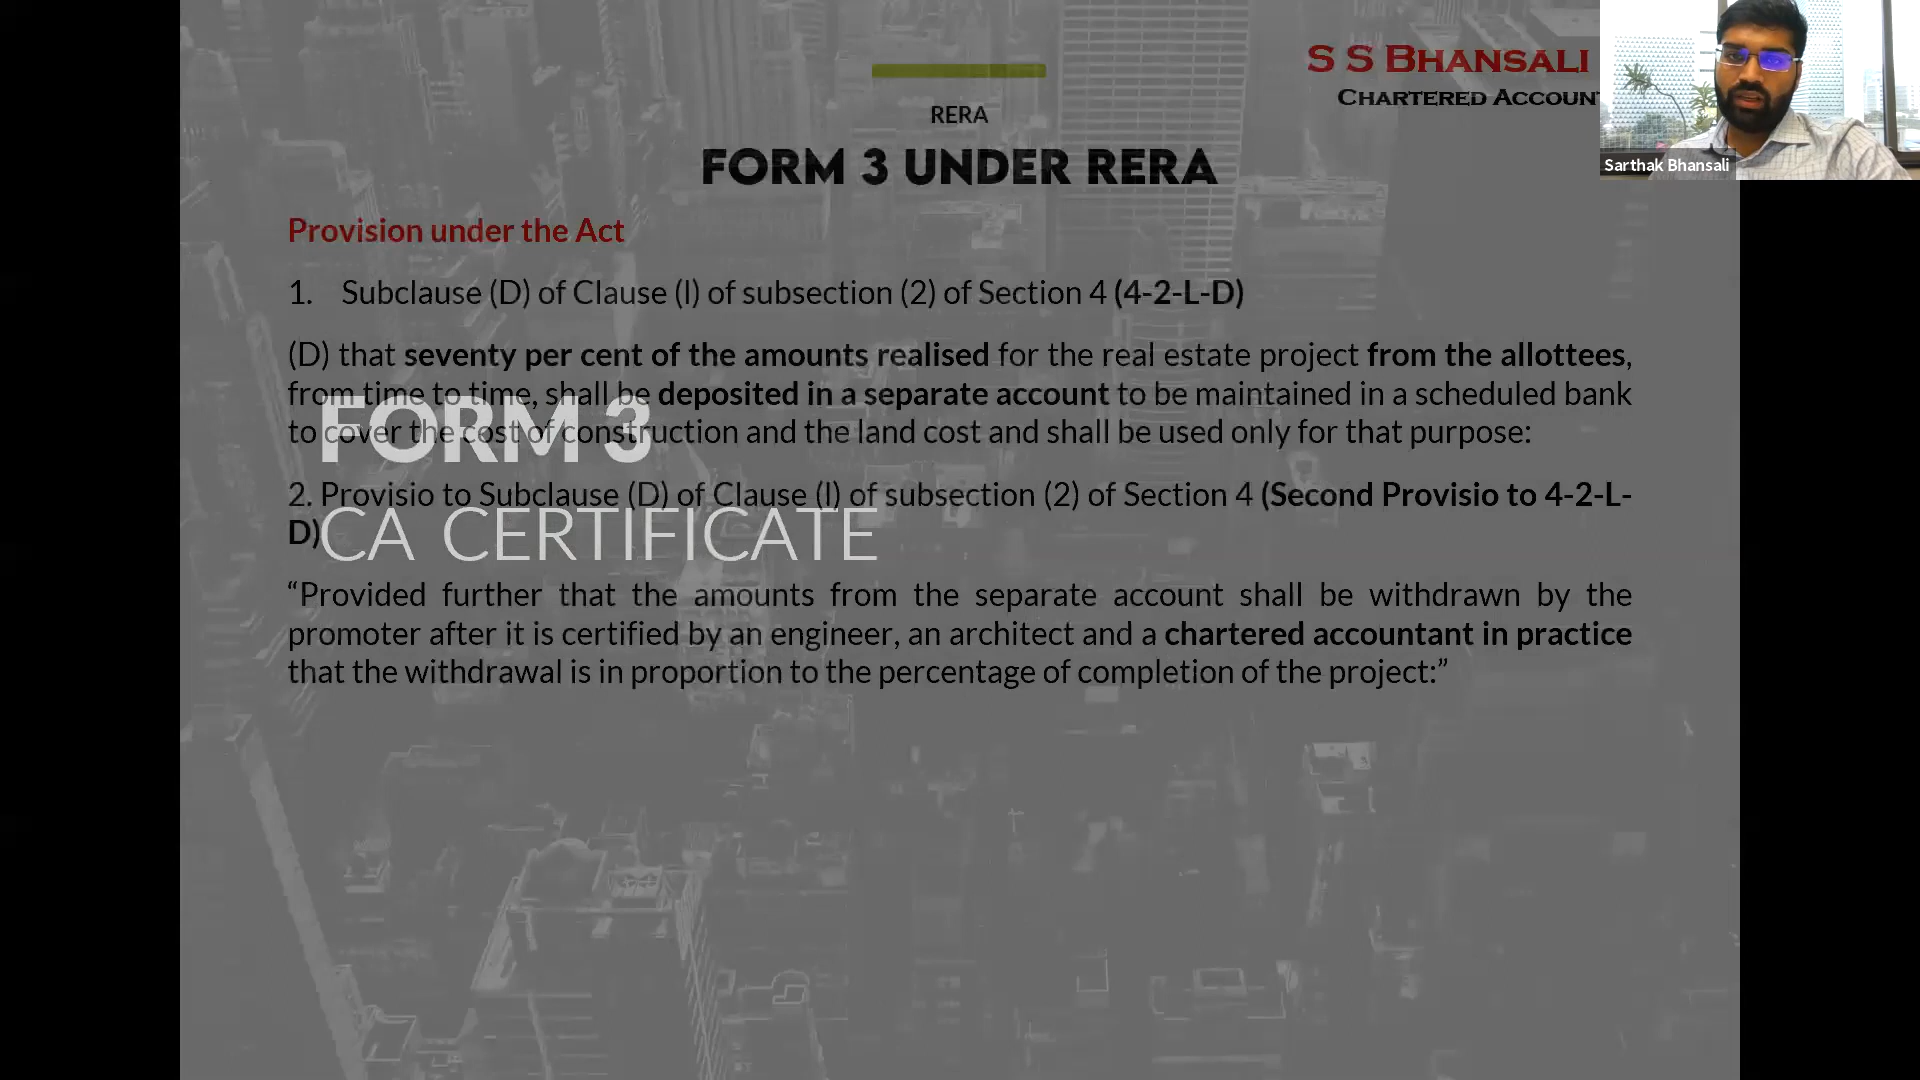 S S BHANSALI
CHARTERED ACCOUN
Sarthak Bhansali
RERA
FORM 3 UNDER RERA
Provision under the Act
1. Subclause (D) of Clause (l) of subsection (2) of Section 4 (4-2-L-D)
(D) that seventy per cent of the amounts realised for the real estate project from the allottees,
from time to time, shall be deposited in a separate account to be maintained in a scheduled bank
to cover the cost of construction and the land cost and shall be used only for that purpose:
FORM 3
2. Provisio to Subclause (D) of Clause (l) of subsection (2) of Section 4 (Second Provisio to 4-2-L-
D)
CA CERTIFICATE
“Provided further that the amounts from the separate account shall be withdrawn by the
promoter after it is certified by an engineer, an architect and a chartered accountant in practice
that the withdrawal is in proportion to the percentage of completion of the project:”